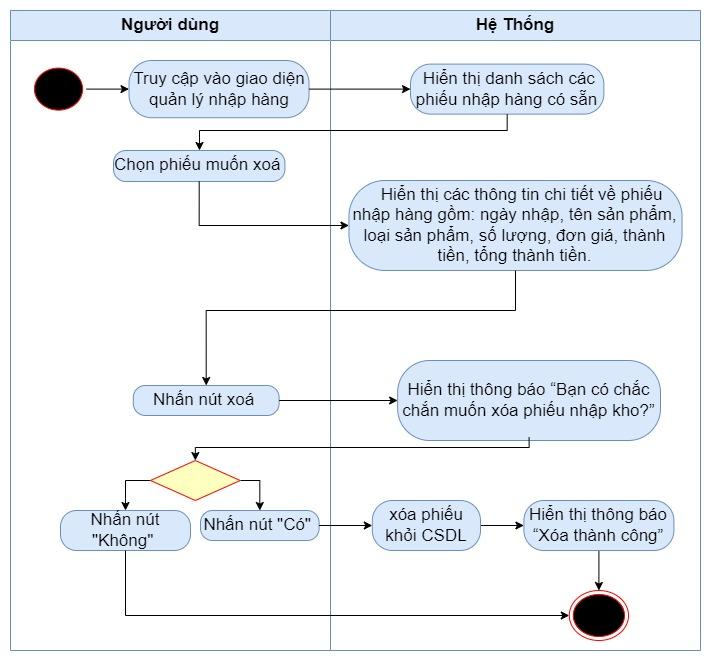 Người dùng
Hệ Thống
Truy cập vào giao diện
quản lý nhập hàng
Hiển thị danh sách các
phiếu nhập hàng có sẵn
Chọn phiếu muốn xoá
Hiển thị các thông tin chi tiết về phiếu
nhập hàng gồm: ngày nhập, tên sản phẩm,
loại sản phẩm, số lượng, đơn giá, thành
tiền, tổng thành tiền.
Nhấn nút xoá
Hiển thị thông báo “Bạn có chắc
chắn muốn xóa phiếu nhập kho?”
Nhấn nút
"Không"
Nhấn nút "Có"
xóa phiếu
khỏi CSDL
Hiển thị thông báo
“Xóa thành công”